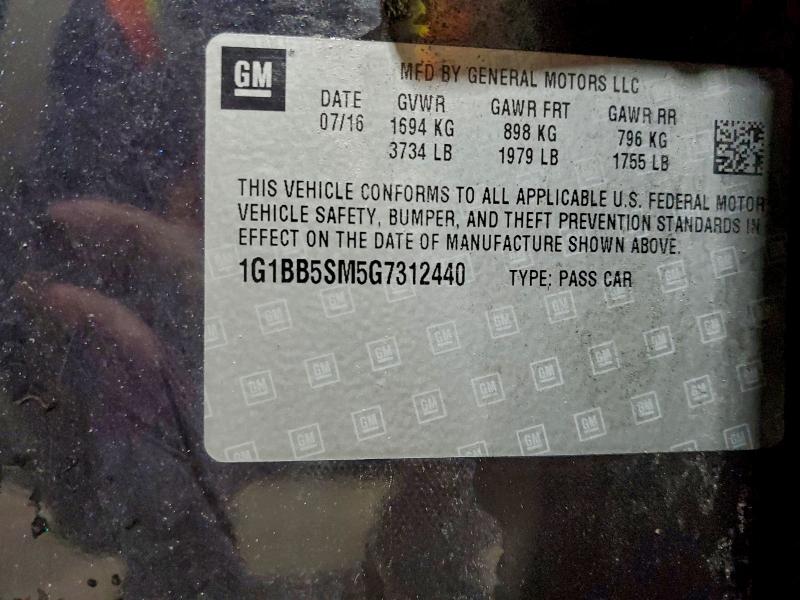 GM
MFD BY GENERAL MOTORS LLC
DATE GVWR GAWR FRT GAWR RR
07/16 1694 KG 898 KG 796 KG
3734 LB 1979 LB 1755 LB
THIS VEHICLE CONFORMS TO ALL APPLICABLE U.S. FEDERAL MOTOR
VEHICLE SAFETY, BUMPER, AND THEFT PREVENTION STANDARDS IN
EFFECT ON THE DATE OF MANUFACTURE SHOWN ABOVE.
1G1BB5SM5G7312440 TYPE: PASS CAR